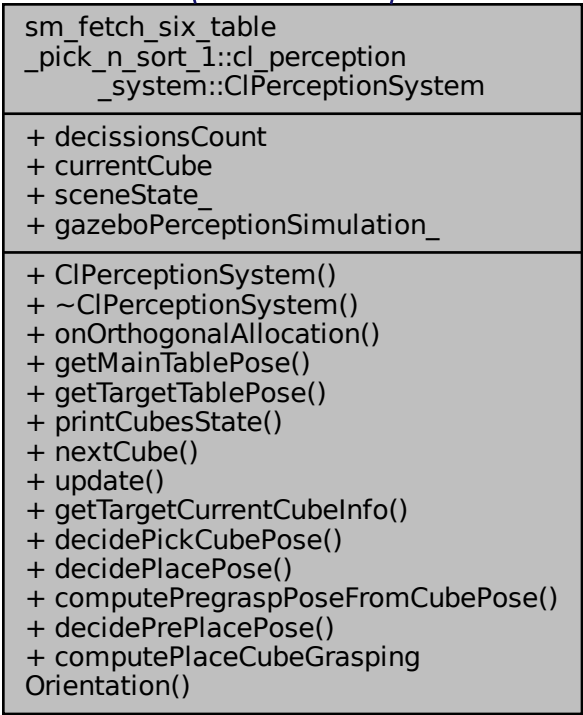 sm_fetch_six_table
_pick_n_sort_1::cl_perception
_system::ClPerceptionSystem
+ decissionsCount
+ currentCube
+ sceneState_
+ gazeboPerceptionSimulation_
+ ClPerceptionSystem()
+ ~ClPerceptionSystem()
+ onOrthogonalAllocation()
+ getMainTablePose()
+ getTargetTablePose()
+ printCubesState()
+ nextCube()
+ update()
+ getTargetCurrentCubeInfo()
+ decidePickCubePose()
+ decidePlacePose()
+ computePregraspPoseFromCubePose()
+ decidePrePlacePose()
+ computePlaceCubeGrasping
Orientation()